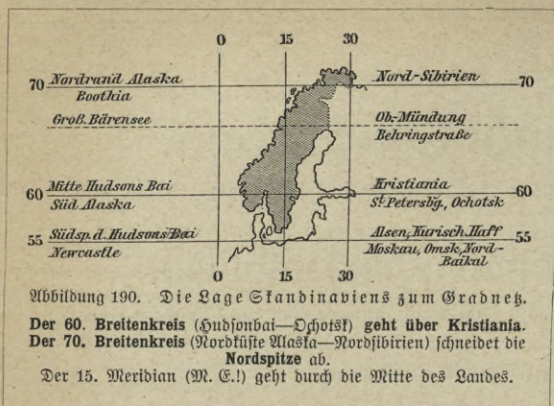 0 15 30
70 Nordrand Alaska Nord-Sibirien 70
Boothia
Groß. Bärensee Ob-Mündung
Behringstraße
60 Mitte Hudsons Bai Kristiania 60
Süd Alaska St. Petersbg., Ochotsk
55 Südsp. d. Hudsons Bai Alsen, Kurisch. Haff 55
Newcastle Moskau, Omsk, Nord-
Baikal
0 15 30
Abbildung 190. Die Lage Skandinaviens zum Gradnetz.
Der 60. Breitenkreis (Hudsonbai—Ochotsk) geht über Kristiania.
Der 70. Breitenkreis (Nordküste Alaska—Nordsibirien) schneidet die
Nordspitze ab.
Der 15. Meridian (M. E.!) geht durch die Mitte des Landes.